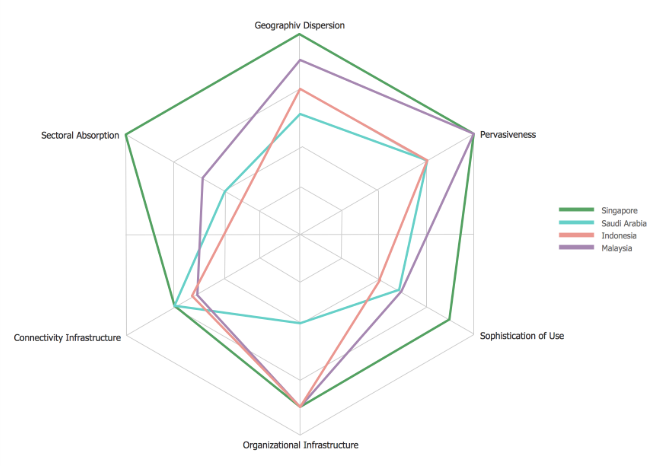 Geographiv Dispersion
Sectoral Absorption
Pervasiveness
Singapore
Saudi Arabia
Indonesia
Malaysia
Connectivity Infrastructure
Sophistication of Use
Organizational Infrastructure